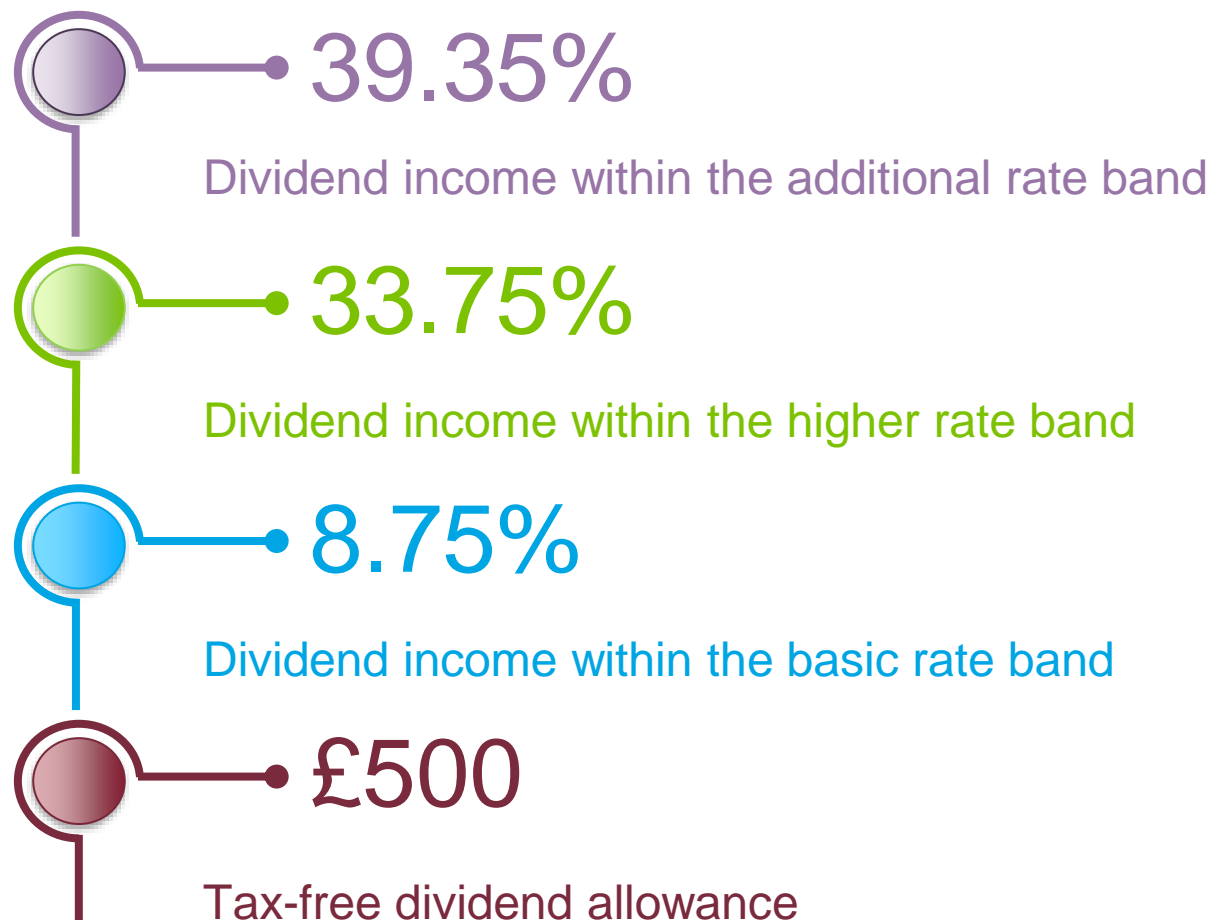 39.35%
Dividend income within the additional rate band
33.75%
Dividend income within the higher rate band
8.75%
Dividend income within the basic rate band
£500
Tax-free dividend allowance